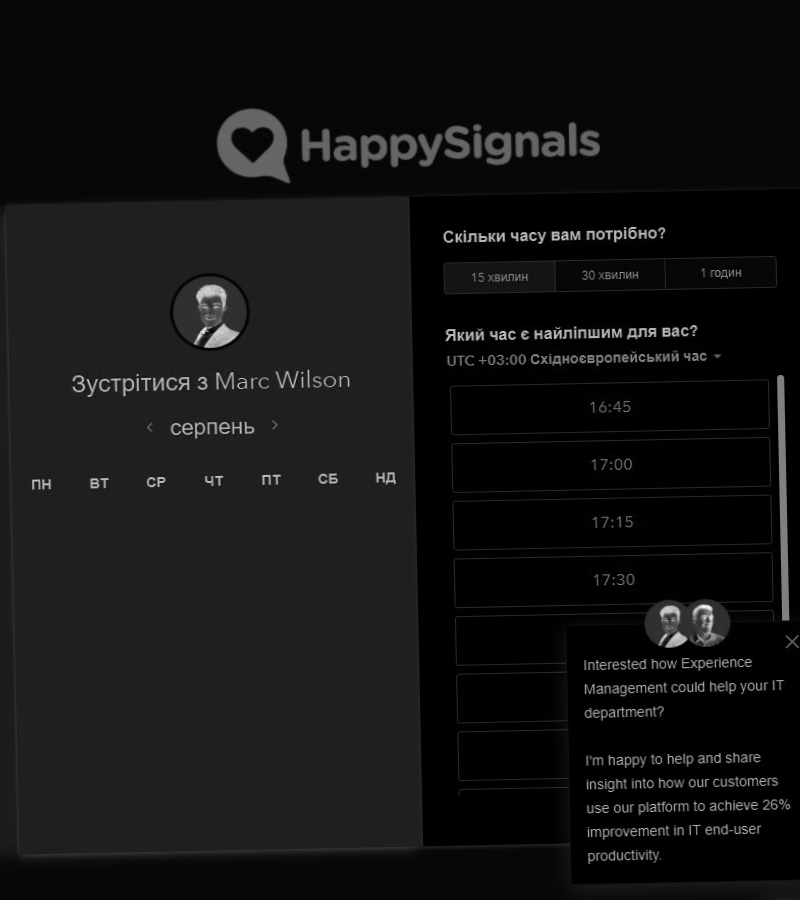 HappySignals
Зустрітися з Marc Wilson
серпень
ПН ВТ СР ЧТ ПТ СБ НД
Скільки часу вам потрібно?
15 хвилин 30 хвилин 1 годин
Який час є найліпшим для вас?
UTC +03:00 Східноєвропейський час
16:45
17:00
17:15
17:30
Interested how Experience
Management could help your IT
department?
I'm happy to help and share
insight into how our customers
use our platform to achieve 26%
improvement in IT end-user
productivity.